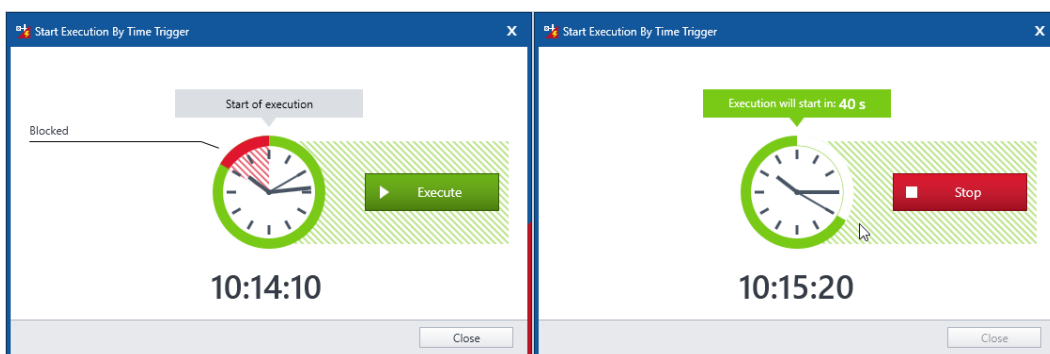 Start Execution By Time Trigger
X
Start of execution
Blocked
Execute
10:14:10
Close
Start Execution By Time Trigger
X
Execution will start in: 40 s
Stop
10:15:20
Close